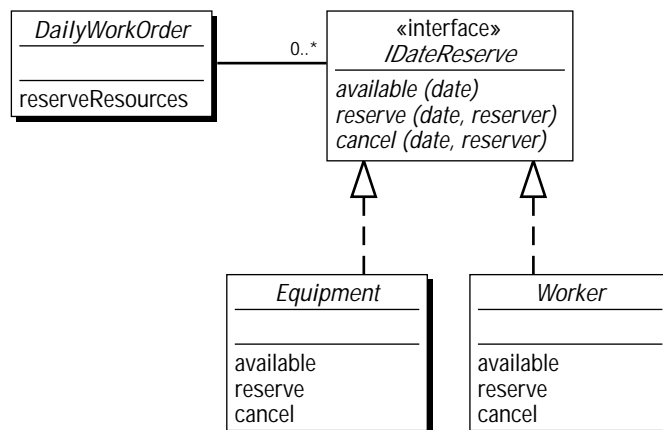 DailyWorkOrder
reserveResources
0..*
«interface»
IDateReserve
available (date)
reserve (date, reserver)
cancel (date, reserver)
Equipment
available
reserve
cancel
Worker
available
reserve
cancel